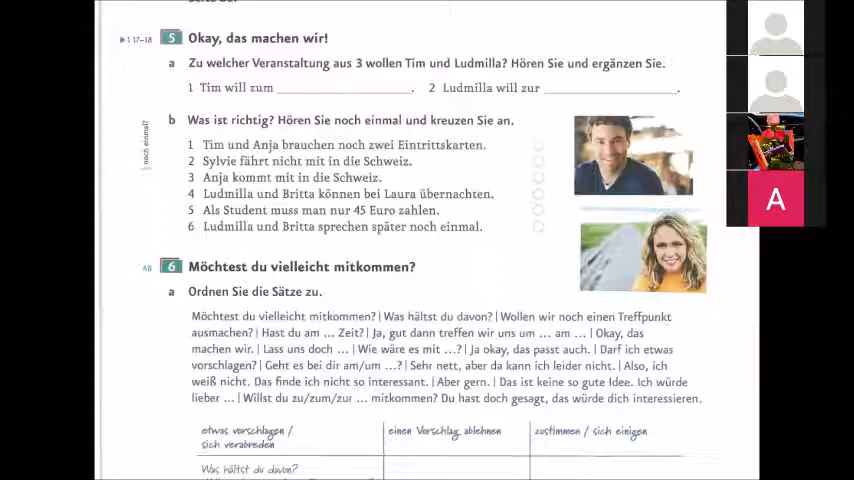 ▶1 17–18 5 Okay, das machen wir!
a Zu welcher Veranstaltung aus 3 wollen Tim und Ludmilla? Hören Sie und ergänzen Sie.
1 Tim will zum . 2 Ludmilla will zur .
noch einmal?
b Was ist richtig? Hören Sie noch einmal und kreuzen Sie an.
1 Tim und Anja brauchen noch zwei Eintrittskarten.
2 Sylvie fährt nicht mit in die Schweiz.
3 Anja kommt mit in die Schweiz.
4 Ludmilla und Britta können bei Laura übernachten.
5 Als Student muss man nur 45 Euro zahlen.
6 Ludmilla und Britta sprechen später noch einmal.
A
AB 6 Möchtest du vielleicht mitkommen?
a Ordnen Sie die Sätze zu.
Möchtest du vielleicht mitkommen? | Was hältst du davon? | Wollen wir noch einen Treffpunkt
ausmachen? | Hast du am ... Zeit? | Ja, gut dann treffen wir uns um ... am ... | Okay, das
machen wir. | Lass uns doch ... | Wie wäre es mit ...? | Ja okay, das passt auch. | Darf ich etwas
vorschlagen? | Geht es bei dir am/um ...? | Sehr nett, aber da kann ich leider nicht. | Also, ich
weiß nicht. Das finde ich nicht so interessant. | Aber gern. | Das ist keine so gute Idee. Ich würde
lieber ... | Willst du zu/zum/zur ... mitkommen? Du hast doch gesagt, das würde dich interessieren.
etwas vorschlagen /
sich verabreden
einen Vorschlag ablehnen
zustimmen / sich einigen
Was hältst du davon?